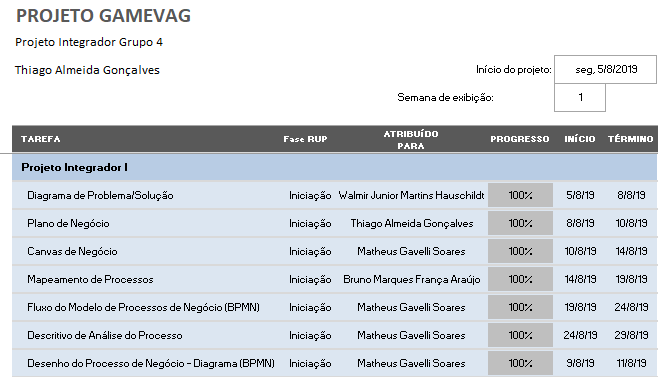 PROJETO GAMEVAG
Projeto Integrador Grupo 4
Thiago Almeida Gonçalves
Início do projeto: seg, 5/8/2019
Semana de exibição: 1
TAREFA Fase RUP ATRIBUÍDO PARA PROGRESSO INÍCIO TÉRMINO
Projeto Integrador I
Diagrama de Problema/Solução Iniciação Walmir Junior Martins Hauschildt 100% 5/8/19 8/8/19
Plano de Negócio Iniciação Thiago Almeida Gonçalves 100% 8/8/19 10/8/19
Canvas de Negócio Iniciação Matheus Gavelli Soares 100% 10/8/19 14/8/19
Mapeamento de Processos Iniciação Bruno Marques França Araújo 100% 14/8/19 19/8/19
Fluxo do Modelo de Processos de Negócio (BPMN) Iniciação Matheus Gavelli Soares 100% 19/8/19 24/8/19
Descritivo de Análise do Processo Iniciação Matheus Gavelli Soares 100% 24/8/19 29/8/19
Desenho do Processo de Negócio - Diagrama (BPMN) Iniciação Matheus Gavelli Soares 100% 9/8/19 11/8/19